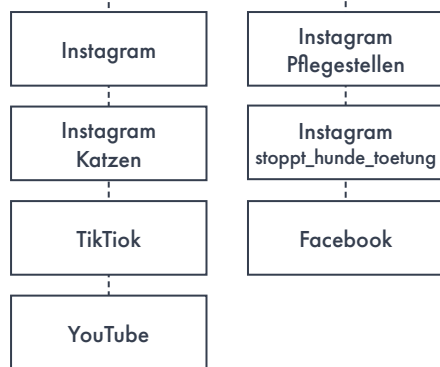 Instagram
Instagram
Katzen
TikTiok
YouTube
Instagram
Pflegestellen
Instagram
stoppt_hunde_toetung
Facebook